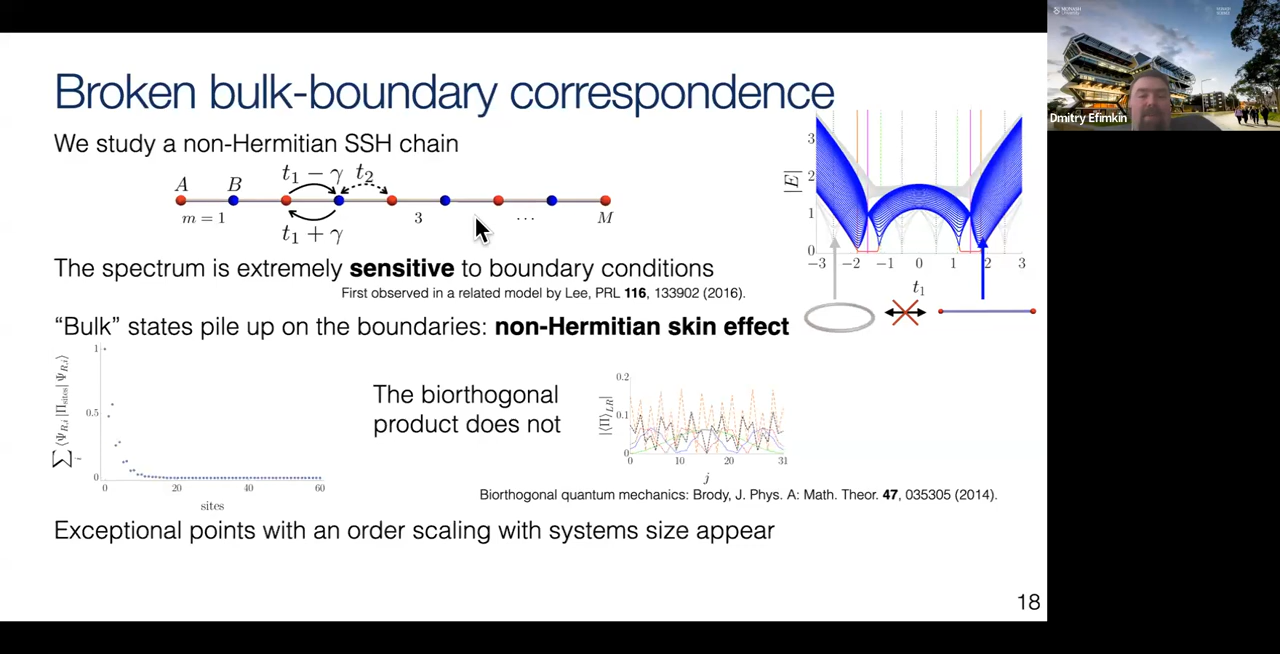 Broken bulk-boundary correspondence
We study a non-Hermitian SSH chain
A B t₁ − γ t₂
m = 1 3 ... M
t₁ + γ
The spectrum is extremely sensitive to boundary conditions
First observed in a related model by Lee, PRL 116, 133902 (2016).
"Bulk" states pile up on the boundaries: non-Hermitian skin effect
|E|
3
2
1
0
−3 −2 −1 0 1 2 3
t₁
1
0.5
0
0 20 40 60
sites
The biorthogonal
product does not
|⟨Π⟩_LR|
0.2
0.1
0
0 10 20 31
j
Biorthogonal quantum mechanics: Brody, J. Phys. A: Math. Theor. 47, 035305 (2014).
Exceptional points with an order scaling with systems size appear
18
MONASH
Dmitry Efimkin